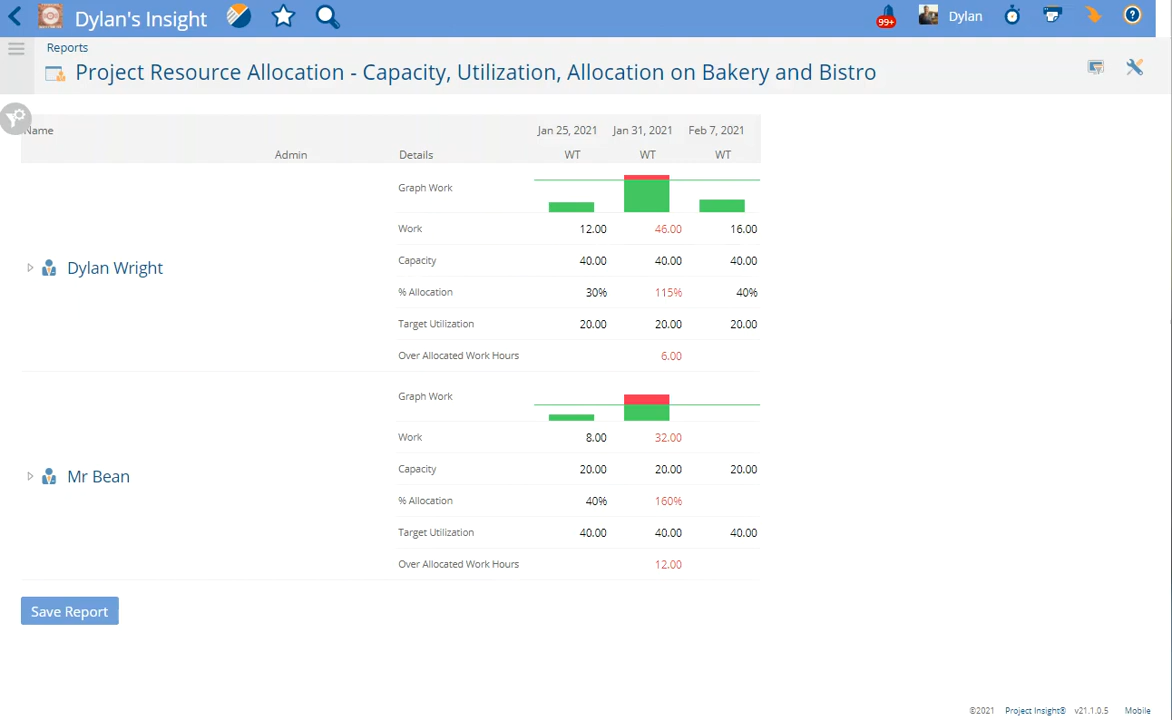 Dylan's Insight
99+
Dylan
Reports
Project Resource Allocation - Capacity, Utilization, Allocation on Bakery and Bistro
Name
Jan 25, 2021 Jan 31, 2021 Feb 7, 2021
Admin Details WT WT WT
Dylan Wright
Graph Work
Work 12.00 46.00 16.00
Capacity 40.00 40.00 40.00
% Allocation 30% 115% 40%
Target Utilization 20.00 20.00 20.00
Over Allocated Work Hours 6.00
Mr Bean
Graph Work
Work 8.00 32.00
Capacity 20.00 20.00 20.00
% Allocation 40% 160%
Target Utilization 40.00 40.00 40.00
Over Allocated Work Hours 12.00
Save Report
©2021 Project Insight® v21.1.0.5 Mobile